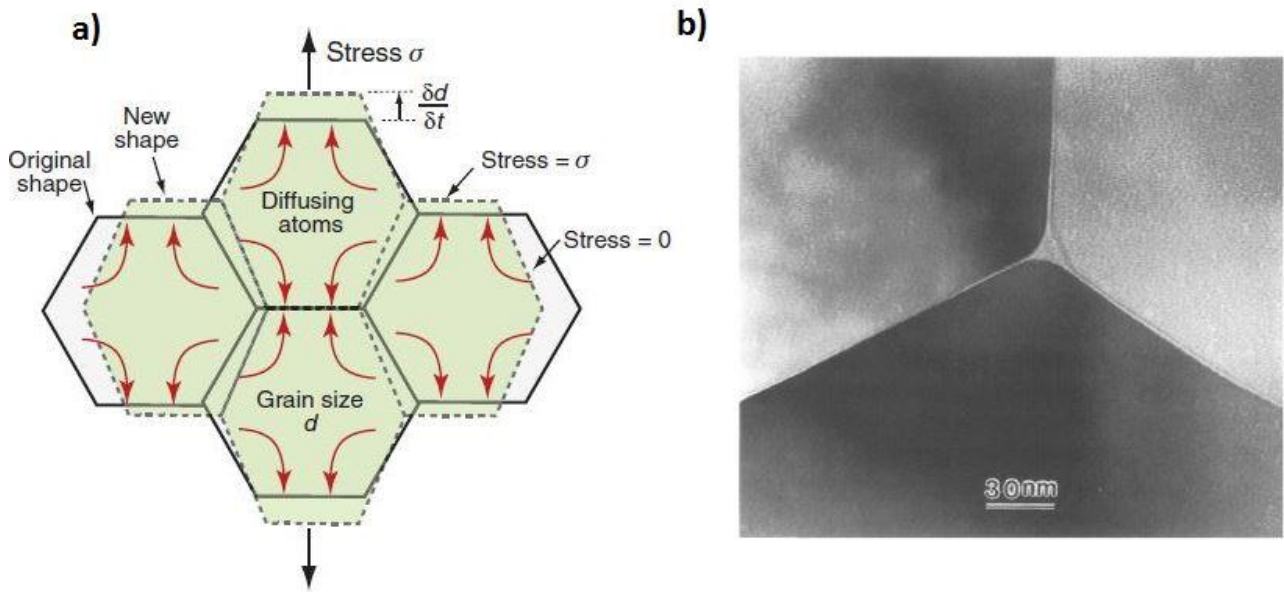 a)
Stress σ
δd
δt
New
shape
Original
shape
Stress = σ
Diffusing
atoms
Stress = 0
Grain size
d
b)
30nm